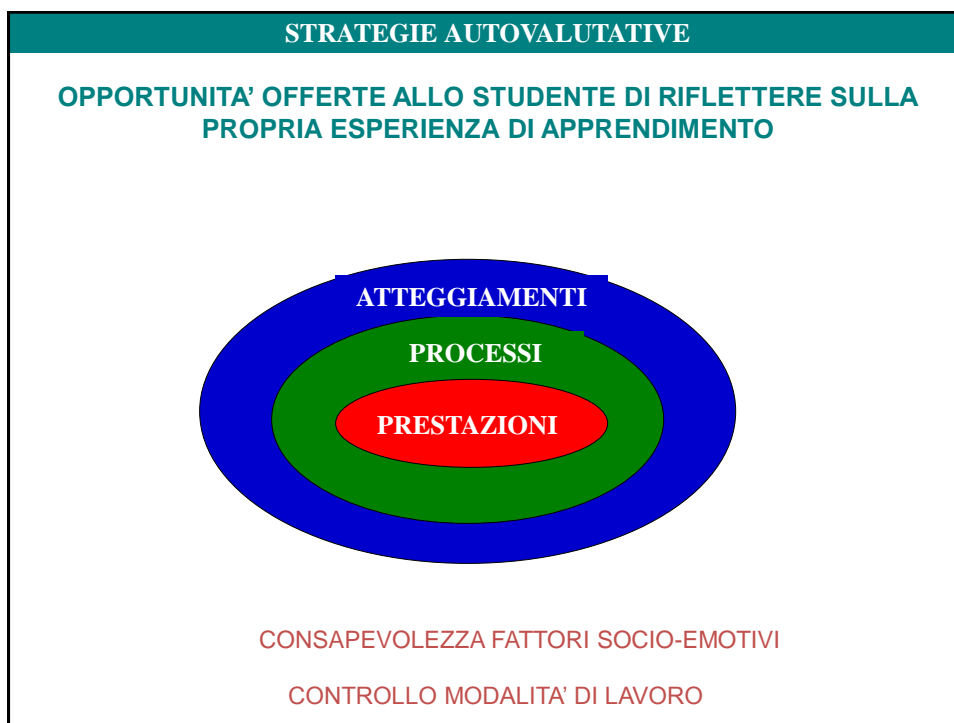 STRATEGIE AUTOVALUTATIVE
OPPORTUNITA' OFFERTE ALLO STUDENTE DI RIFLETTERE SULLA
PROPRIA ESPERIENZA DI APPRENDIMENTO
ATTEGGIAMENTI
PROCESSI
PRESTAZIONI
CONSAPEVOLEZZA FATTORI SOCIO-EMOTIVI
CONTROLLO MODALITA' DI LAVORO